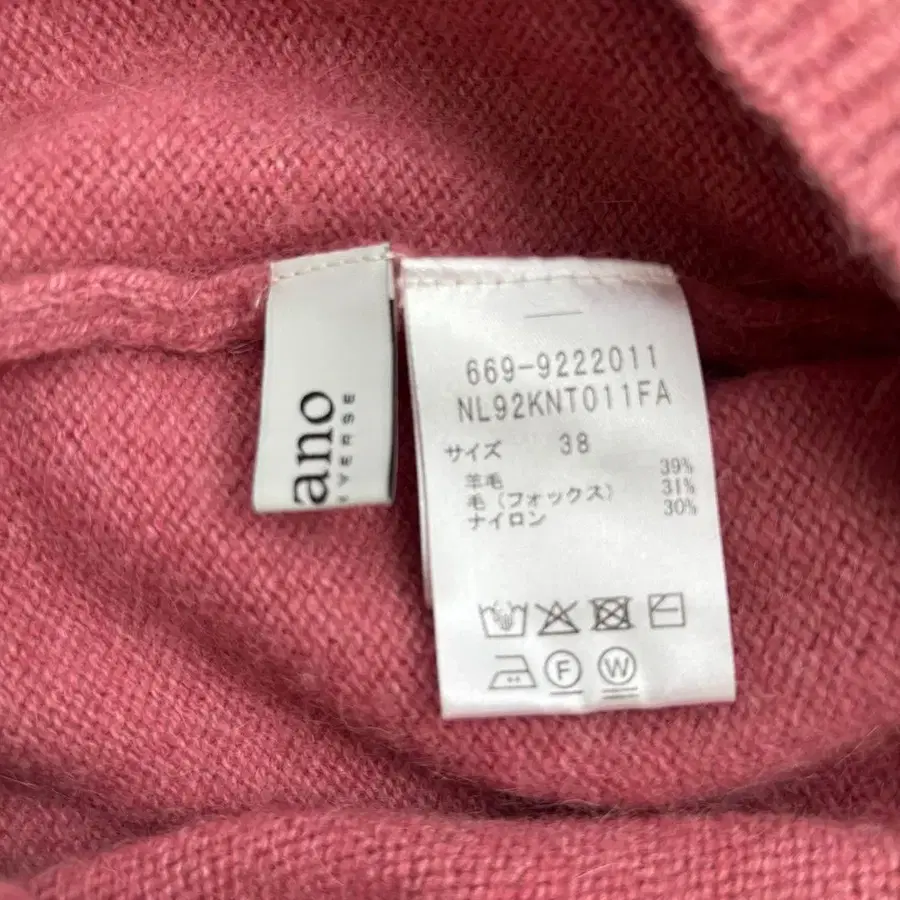 ano
IVERSE
669-9222011
NL92KNT011FA
サイズ 38
羊毛 39%
毛(フォックス) 31%
ナイロン 30%
F W